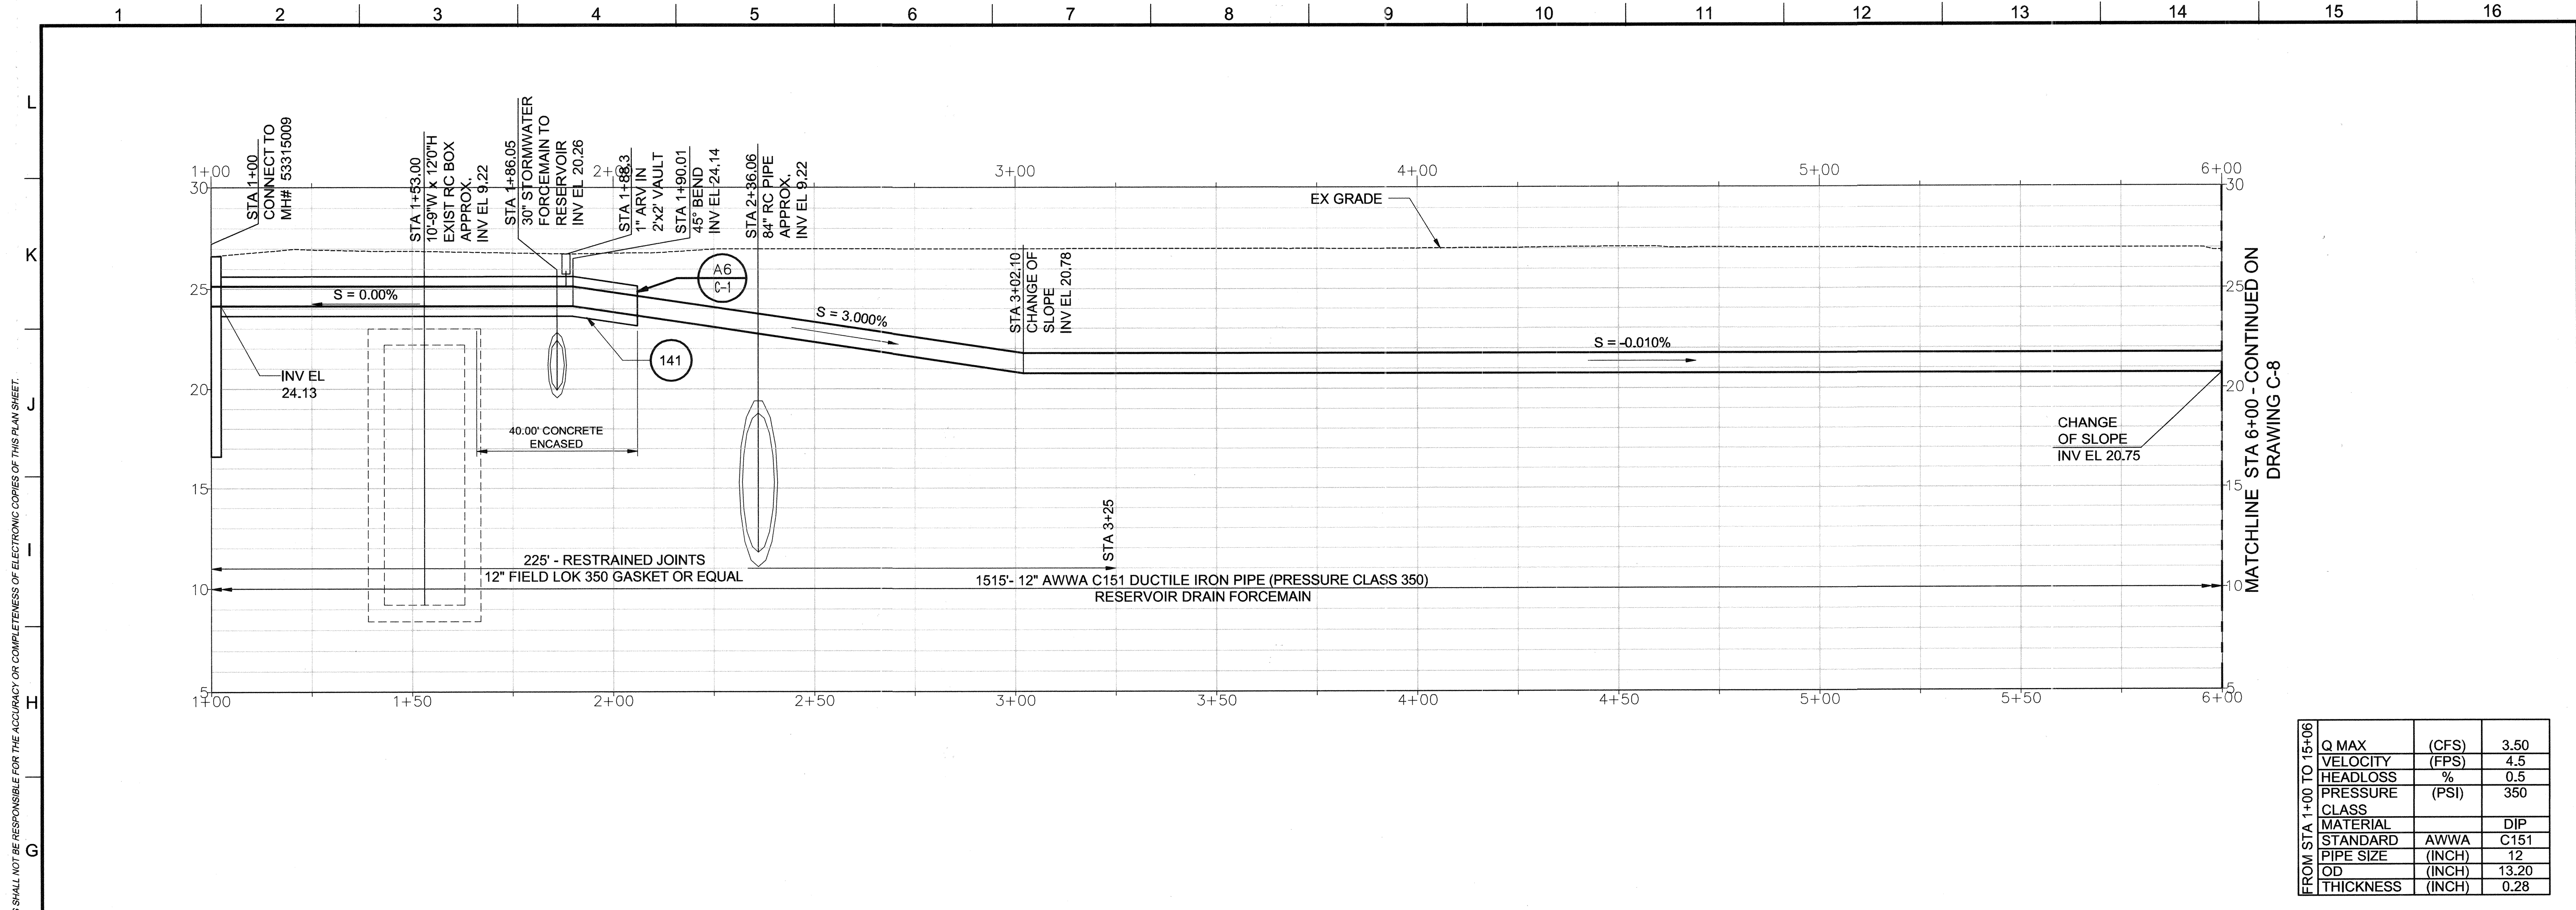 1 2 3 4 5 6 7 8 9 10 11 12 13 14 15 16
L
K
J
I
H
G
S SHALL NOT BE RESPONSIBLE FOR THE ACCURACY OR COMPLETENESS OF ELECTRONIC COPIES OF THIS PLAN SHEET.
STA 1+00
CONNECT TO
MH# 53315009
STA 1+53.00
10'-9"W x 12'0"H
EXIST RC BOX
APPROX.
INV EL 9.22
STA 1+86.05
30" STORMWATER
FORCEMAIN TO
RESERVOIR
INV EL 20.26
STA 1+88.3
1" ARV IN
2'x2' VAULT
STA 1+90.01
45° BEND
INV EL 24.14
STA 2+36.06
84" RC PIPE
APPROX.
INV EL 9.22
1+00 2+00 3+00 4+00 5+00 6+00
30
25
20
15
10
5
30
25
20
15
10
5
EX GRADE
A6
C-1
S = 0.00%
S = 3.000%
STA 3+02.10
CHANGE OF
SLOPE
INV EL 20.78
S = -0.010%
141
INV EL
24.13
40.00' CONCRETE
ENCASED
CHANGE
OF SLOPE
INV EL 20.75
MATCHLINE STA 6+00 - CONTINUED ON
DRAWING C-8
STA 3+25
225' - RESTRAINED JOINTS
12" FIELD LOK 350 GASKET OR EQUAL
1515'- 12" AWWA C151 DUCTILE IRON PIPE (PRESSURE CLASS 350)
RESERVOIR DRAIN FORCEMAIN
1+00 1+50 2+00 2+50 3+00 3+50 4+00 4+50 5+00 5+50 6+00
FROM STA 1+00 TO 15+06
Q MAX (CFS) 3.50
VELOCITY (FPS) 4.5
HEADLOSS % 0.5
PRESSURE (PSI) 350
CLASS
MATERIAL DIP
STANDARD AWWA C151
PIPE SIZE (INCH) 12
OD (INCH) 13.20
THICKNESS (INCH) 0.28